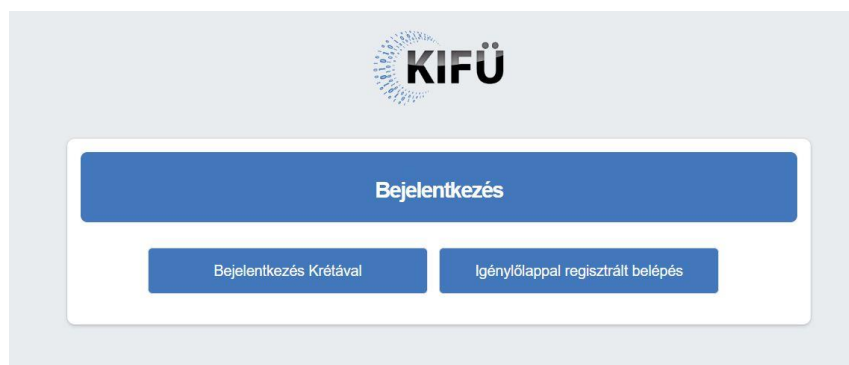 KIFÜ
Bejelentkezés
Bejelentkezés Krétával
Igénylőlappal regisztrált belépés